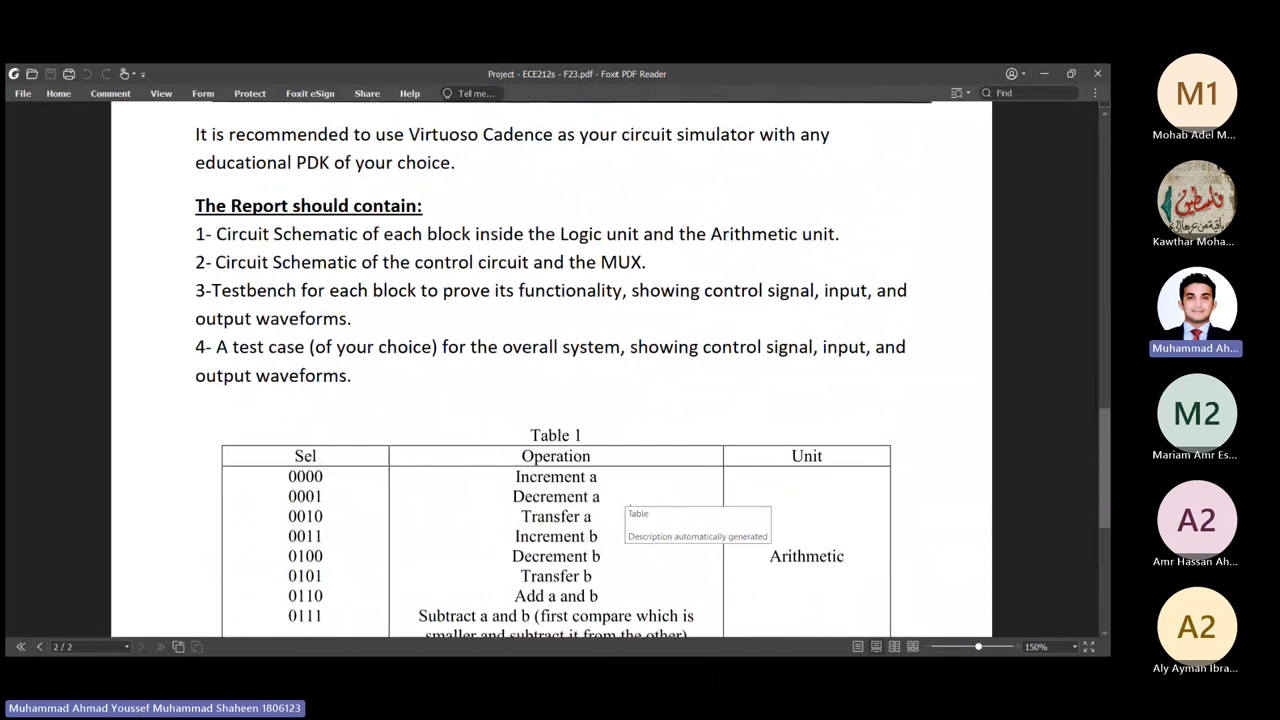 Project - ECE212s - F23.pdf - Foxit PDF Reader
File Home Comment View Form Protect Foxit eSign Share Help Tell me... Find
It is recommended to use Virtuoso Cadence as your circuit simulator with any
educational PDK of your choice.
The Report should contain:
1- Circuit Schematic of each block inside the Logic unit and the Arithmetic unit.
2- Circuit Schematic of the control circuit and the MUX.
3-Testbench for each block to prove its functionality, showing control signal, input, and
output waveforms.
4- A test case (of your choice) for the overall system, showing control signal, input, and
output waveforms.
Table 1
Sel Operation Unit
0000 Increment a
0001 Decrement a
0010 Transfer a
0011 Increment b
0100 Decrement b Arithmetic
0101 Transfer b
0110 Add a and b
0111 Subtract a and b (first compare which is
smaller and subtract it from the other)
Table
Description automatically generated
2 / 2
150%
M1
Mohab Adel M...
فلسطين
Kawthar Moha...
Muhammad Ah...
M2
Mariam Amr Es...
A2
Amr Hassan Ah...
A2
Aly Ayman Ibra...
Muhammad Ahmad Youssef Muhammad Shaheen 1806123